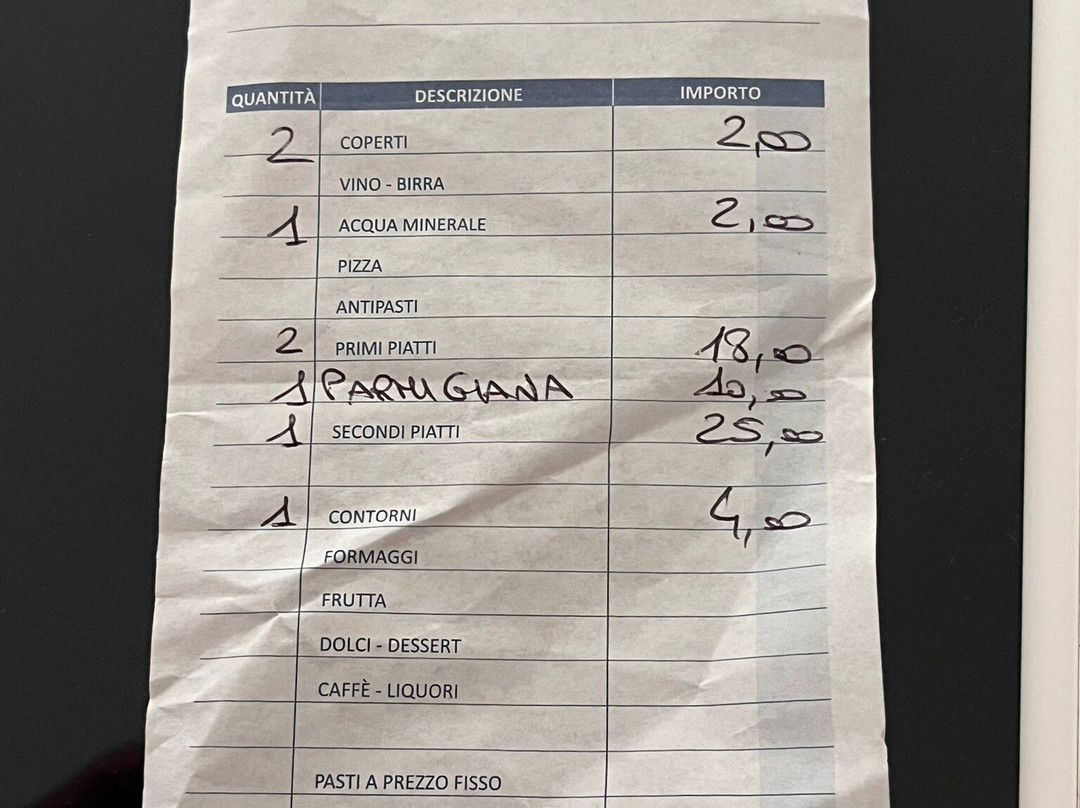 QUANTITÀ DESCRIZIONE IMPORTO
2 COPERTI 2,00
VINO - BIRRA
1 ACQUA MINERALE 2,00
PIZZA
ANTIPASTI
2 PRIMI PIATTI 18,00
1 PARMIGIANA 10,00
1 SECONDI PIATTI 25,00
1 CONTORNI 4,00
FORMAGGI
FRUTTA
DOLCI - DESSERT
CAFFÈ - LIQUORI
PASTI A PREZZO FISSO